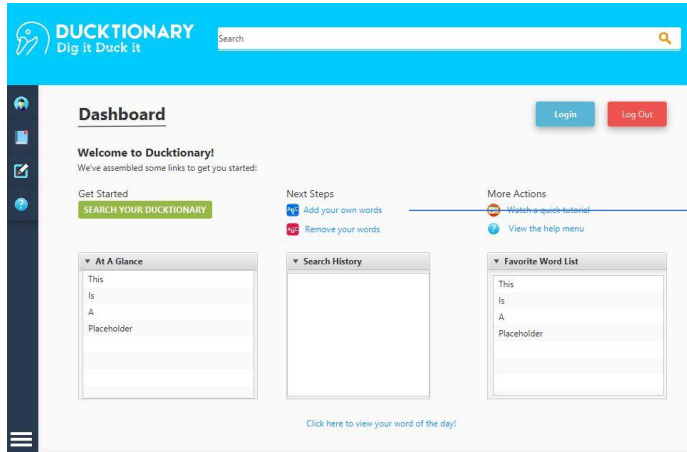 DUCKTIONARY
Dig it Duck it
Search
Dashboard
Login
Log Out
Welcome to Ducktionary!
We've assembled some links to get you started:
Get Started
SEARCH YOUR DUCKTIONARY
Next Steps
Add your own words
Remove your words
More Actions
Watch a quick tutorial
View the help menu
At A Glance
This
Is
A
Placeholder
Search History
Favorite Word List
This
Is
A
Placeholder
Click here to view your word of the day!